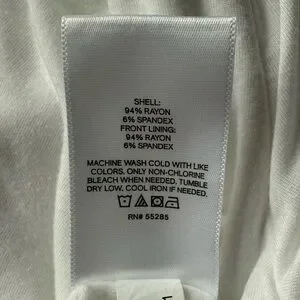 SHELL:
94% RAYON
6% SPANDEX
FRONT LINING:
94% RAYON
6% SPANDEX
MACHINE WASH COLD WITH LIKE
COLORS. ONLY NON-CHLORINE
BLEACH WHEN NEEDED. TUMBLE
DRY LOW. COOL IRON IF NEEDED.
RN# 55285